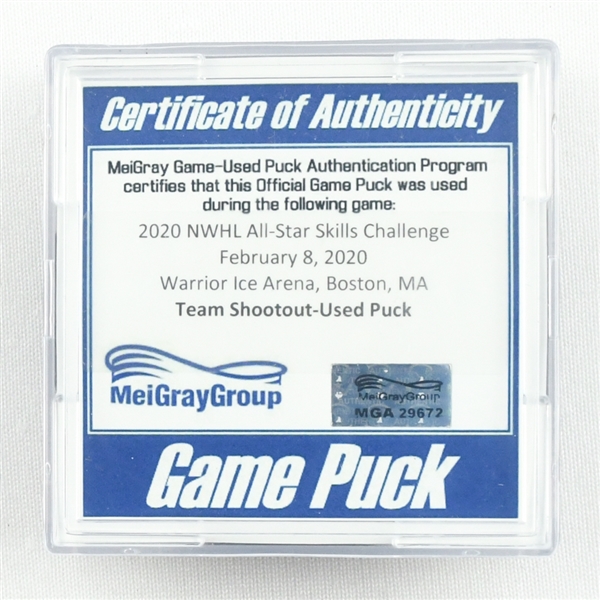 Certificate of Authenticity
MeiGray Game-Used Puck Authentication Program
certifies that this Official Game Puck was used
during the following game:
2020 NWHL All-Star Skills Challenge
February 8, 2020
Warrior Ice Arena, Boston, MA
Team Shootout-Used Puck
MeiGrayGroup
MeiGrayGroup
MGA 29672
Game Puck